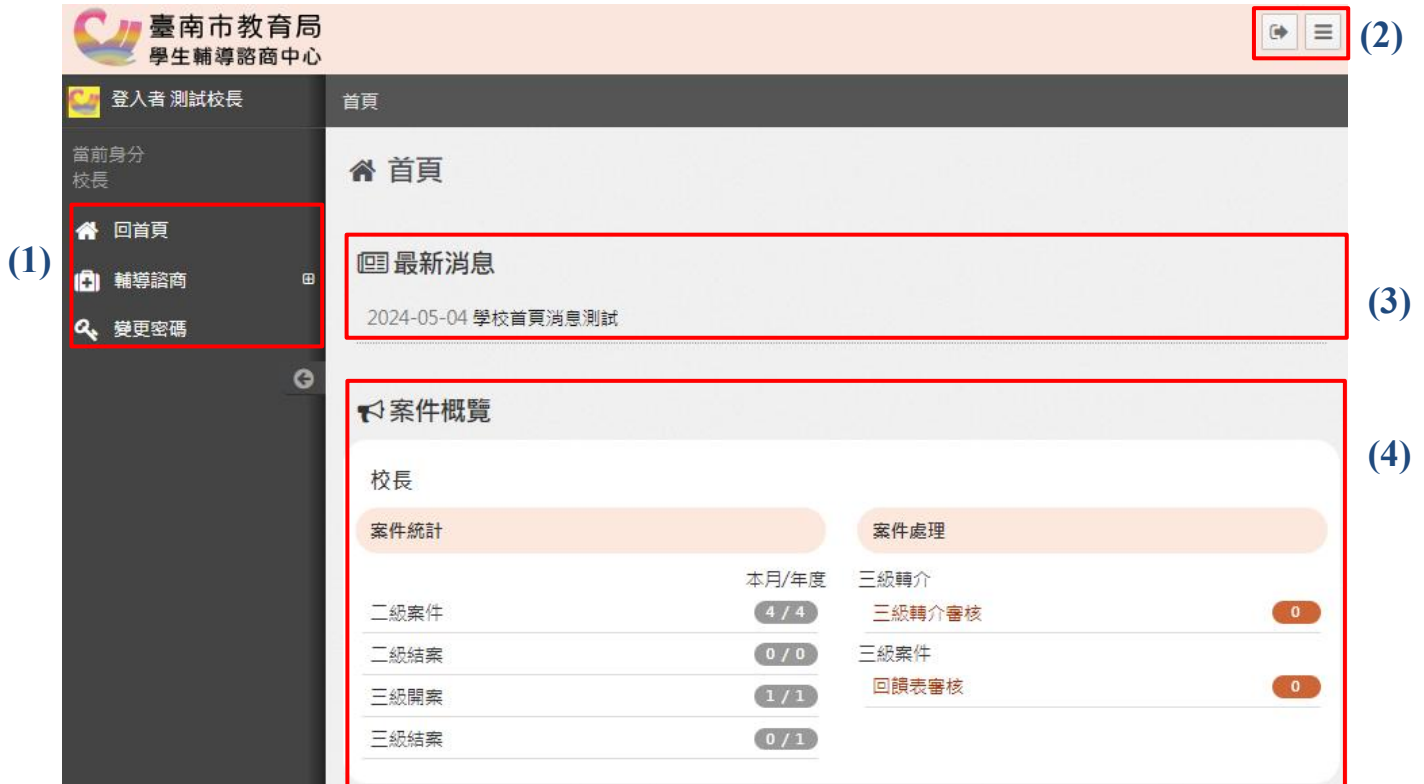 臺南市教育局
學生輔導諮商中心
(2)
登入者 測試校長
首頁
當前身分
校長
首頁
(1)
回首頁
輔導諮商
變更密碼
最新消息
2024-05-04 學校首頁消息測試
(3)
案件概覽
(4)
校長
案件統計
案件處理
本月/年度
三級轉介
二級案件 4 / 4
三級轉介審核 0
二級結案 0 / 0
三級案件
三級開案 1 / 1
回饋表審核 0
三級結案 0 / 1